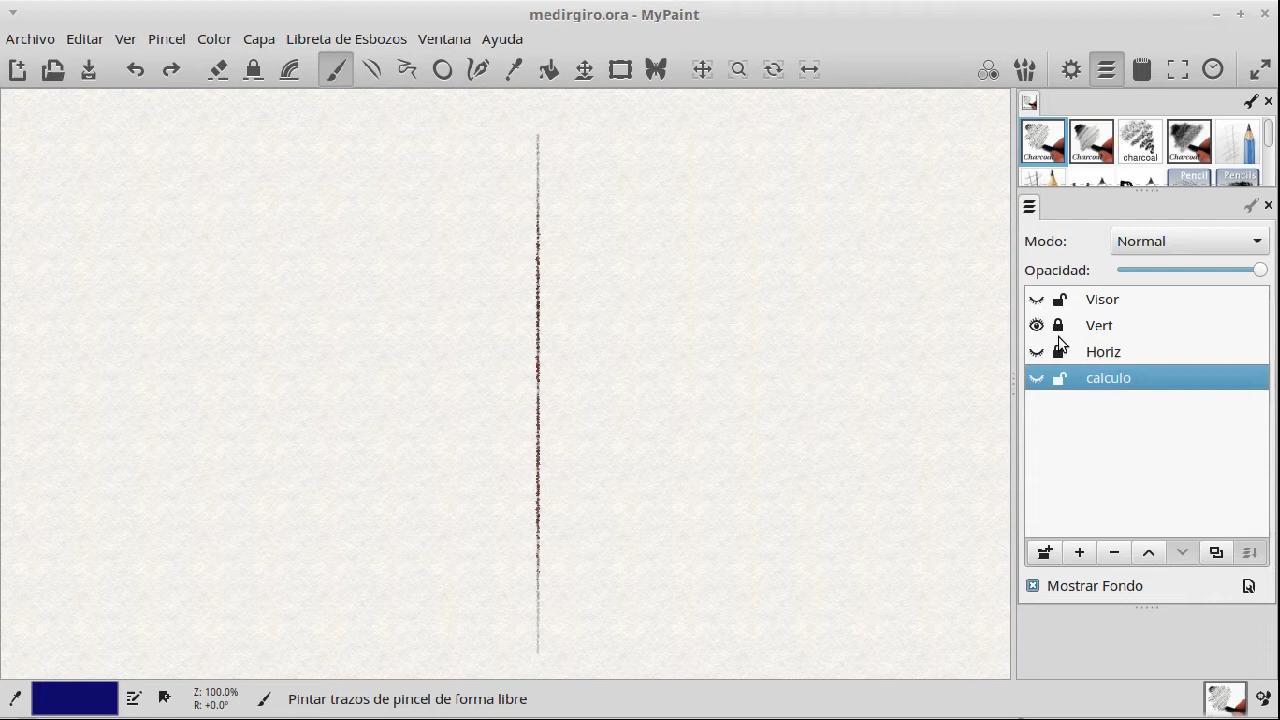 medirgiro.ora - MyPaint
Archivo Editar Ver Pincel Color Capa Libreta de Esbozos Ventana Ayuda
Charcoal Charcoal charcoal Charcoal
Pencil Pencils
Modo: Normal
Opacidad:
Visor
Vert
Horiz
calculo
Mostrar Fondo
Z: 100.0%
R: +0.0°
Pintar trazos de pincel de forma libre